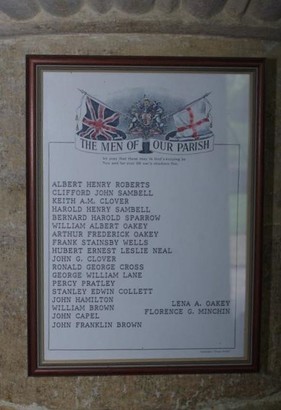 THE MEN OF OUR PARISH
ALBERT HENRY ROBERTS
CLIFFORD JOHN SAMBELL
KEITH A.M. CLOVER
HAROLD HENRY SAMBELL
BERNARD HAROLD SPARROW
WILLIAM ALBERT OAKEY
ARTHUR FREDERICK OAKEY
FRANK STAINSBY WELLS
HUBERT ERNEST LESLIE NEAL
JOHN G. CLOVER
RONALD GEORGE CROSS
GEORGE WILLIAM LANE
PERCY PRATLEY
STANLEY EDWIN COLLETT
JOHN HAMILTON
WILLIAM BROWN
JOHN CAPEL
JOHN FRANKLIN BROWN
LENA A. OAKEY
FLORENCE G. MINCHIN